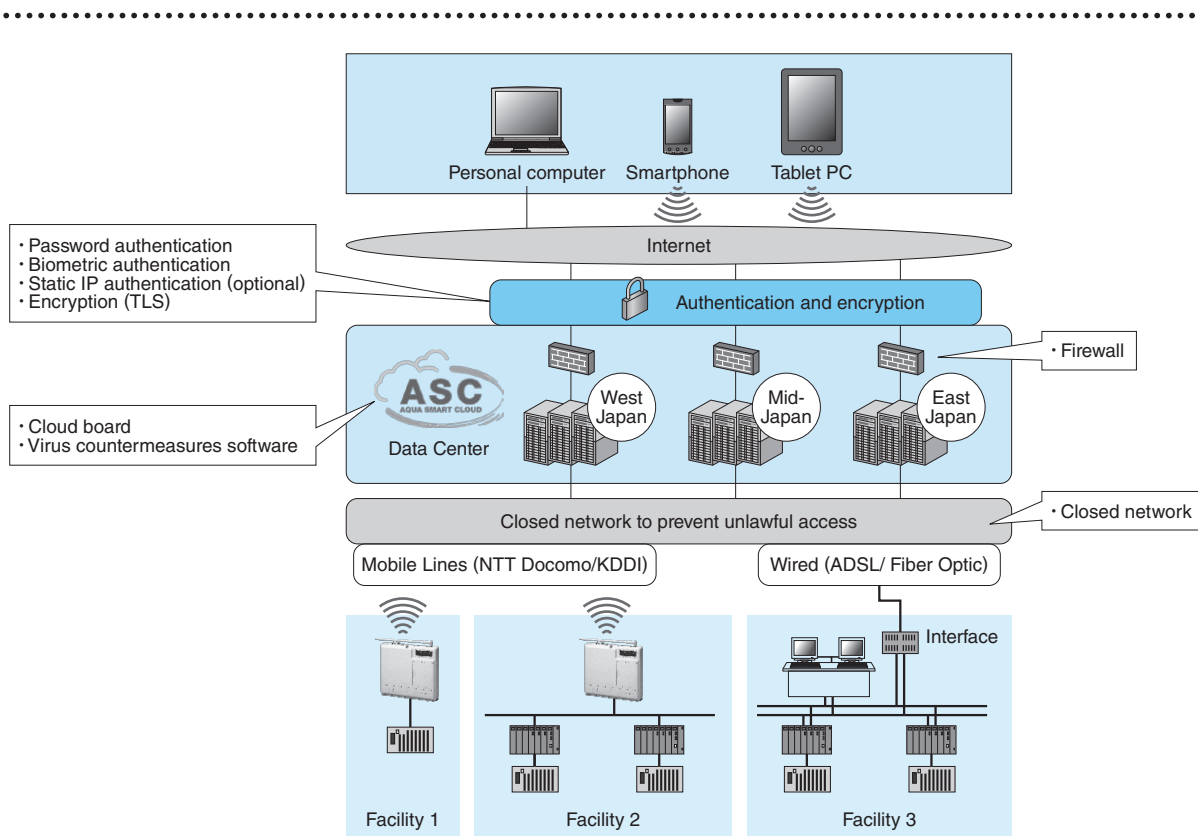 Personal computer
Smartphone
Tablet PC
Internet
・Password authentication
・Biometric authentication
・Static IP authentication (optional)
・Encryption (TLS)
Authentication and encryption
・Firewall
ASC
AQUA SMART CLOUD
Data Center
West
Japan
Mid-
Japan
East
Japan
・Cloud board
・Virus countermeasures software
Closed network to prevent unlawful access
・Closed network
Mobile Lines (NTT Docomo/KDDI)
Wired (ADSL/ Fiber Optic)
Interface
Facility 1
Facility 2
Facility 3